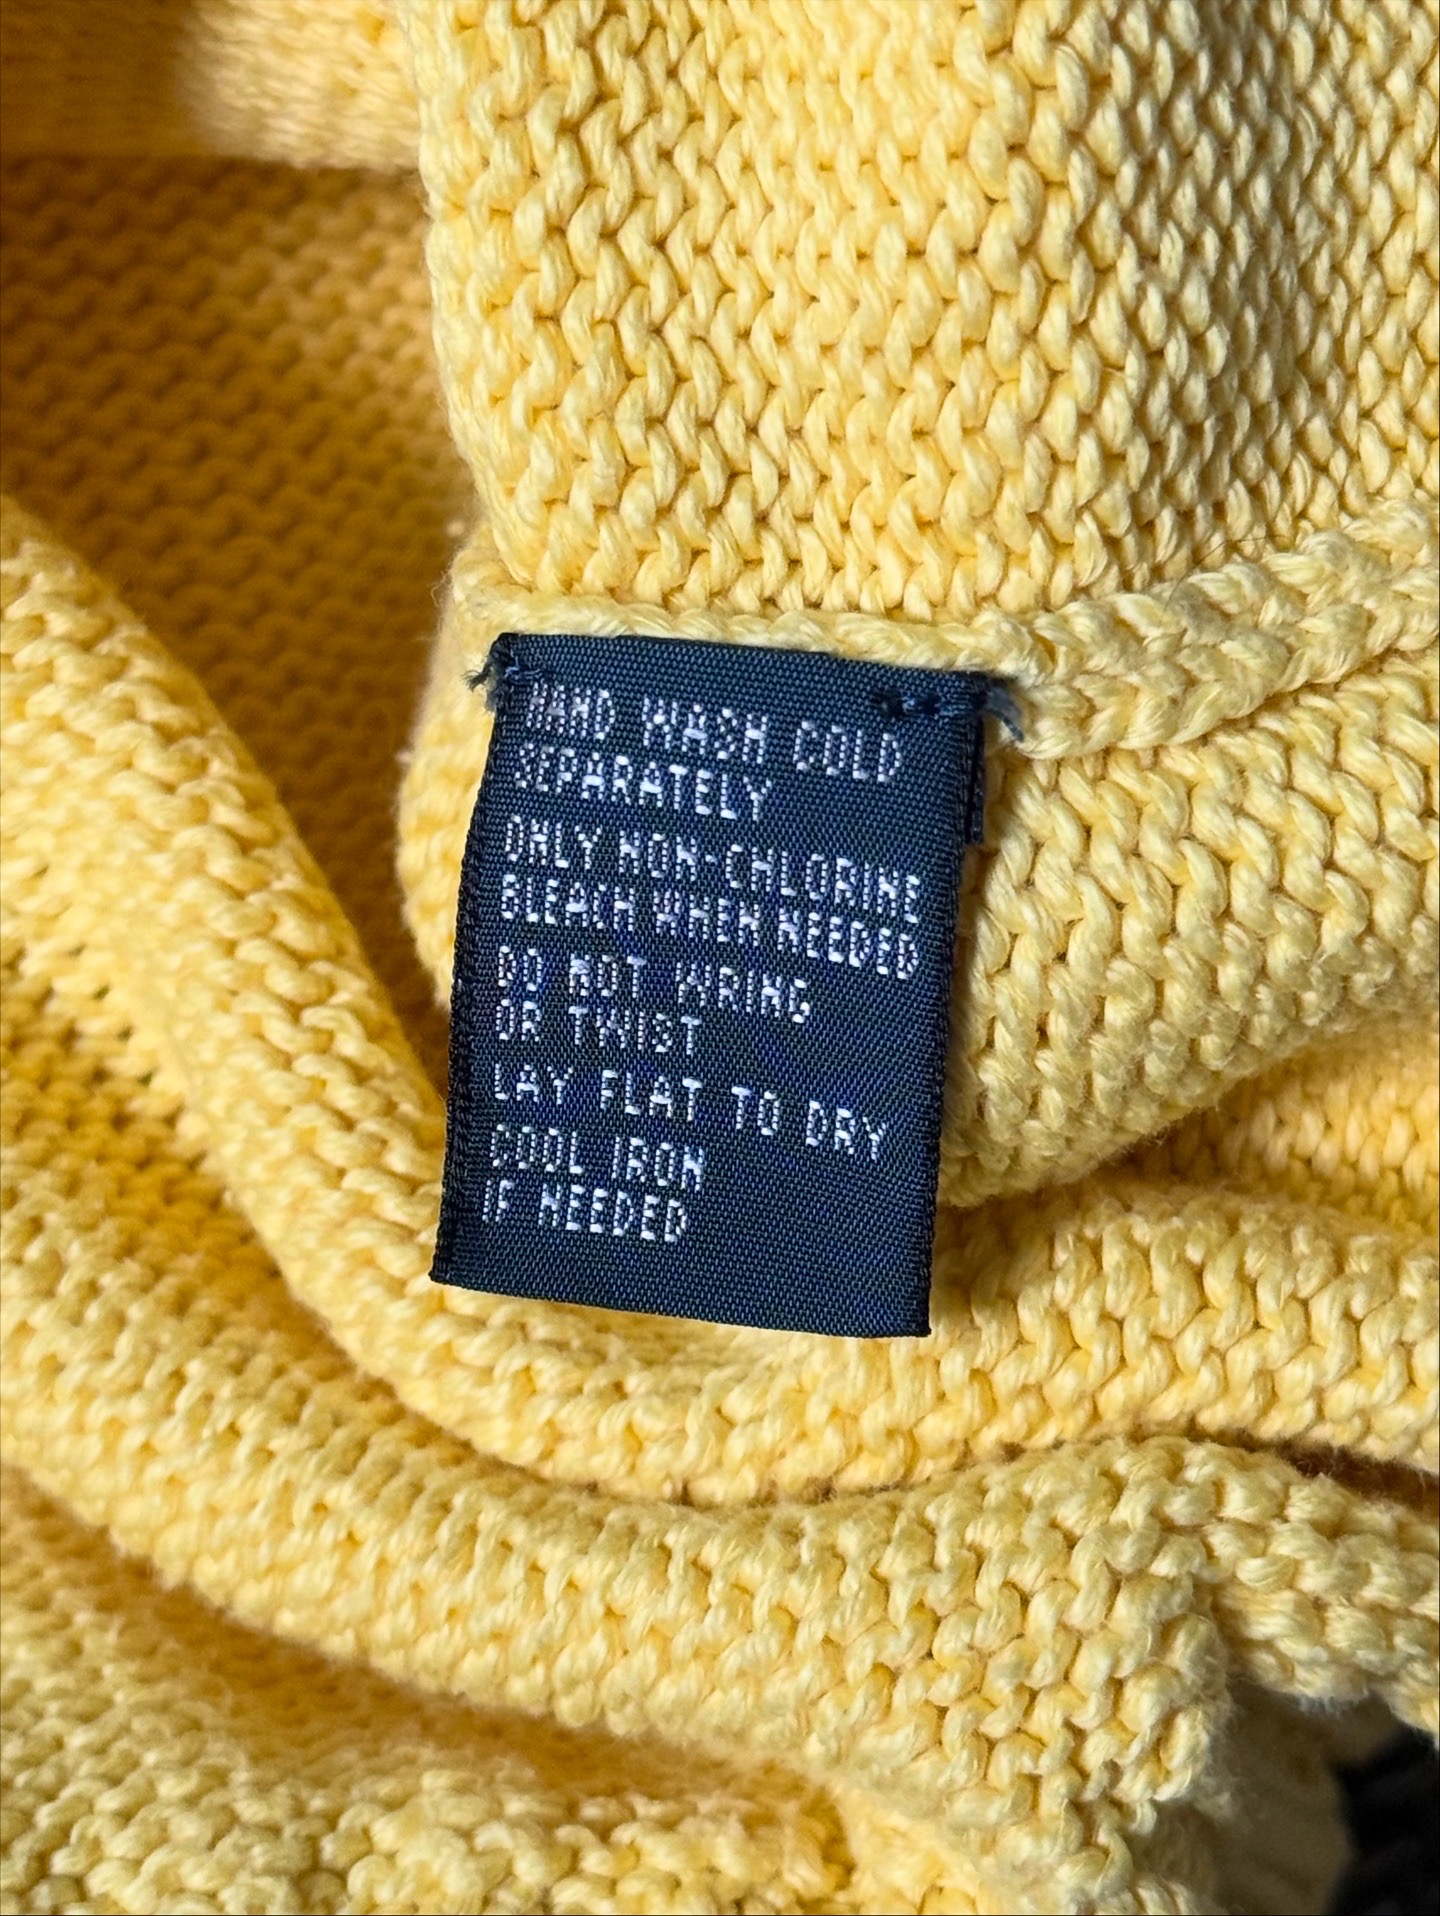 HAND WASH COLD
SEPARATELY
ONLY NON-CHLORINE
BLEACH WHEN NEEDED
DO NOT WRING
OR TWIST
LAY FLAT TO DRY
COOL IRON
IF NEEDED